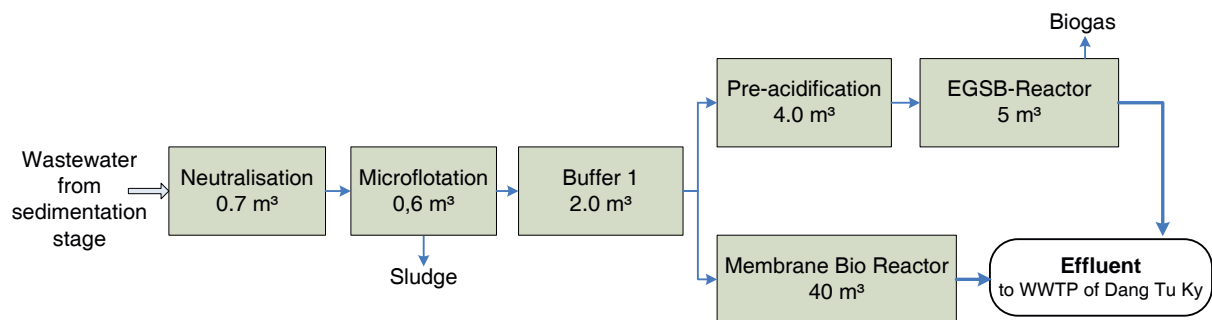 Wastewater
from
sedimentation
stage
Neutralisation
0.7 m³
Microflotation
0,6 m³
Sludge
Buffer 1
2.0 m³
Pre-acidification
4.0 m³
EGSB-Reactor
5 m³
Biogas
Membrane Bio Reactor
40 m³
Effluent
to WWTP of Dang Tu Ky